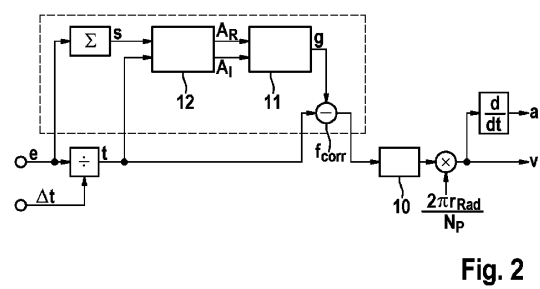 Σ
s
12
A_R
A_I
11
g
−
f_corr
e
÷
t
Δt
10
×
2πr_Rad
N_P
d
dt
a
v
Fig. 2